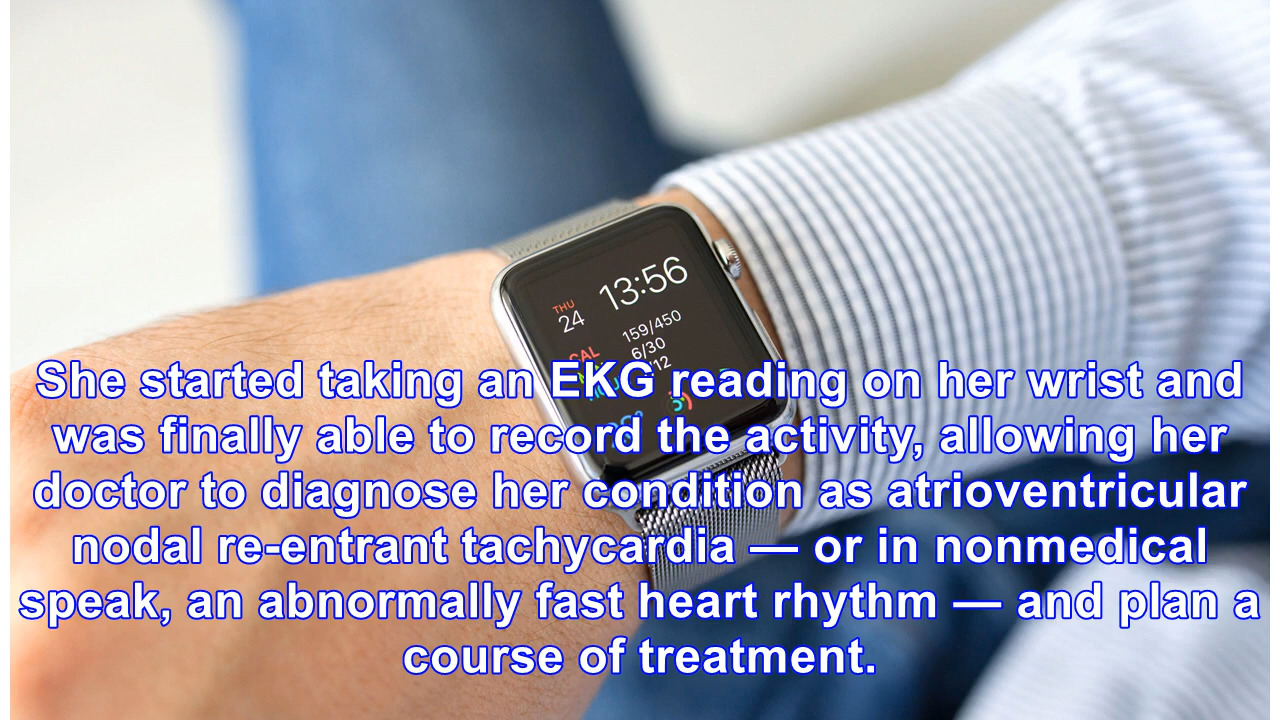 13:56
THU
24
159/450
6/30
/12
CAL
She started taking an EKG reading on her wrist and
was finally able to record the activity, allowing her
doctor to diagnose her condition as atrioventricular
nodal re-entrant tachycardia — or in nonmedical
speak, an abnormally fast heart rhythm — and plan a
course of treatment.